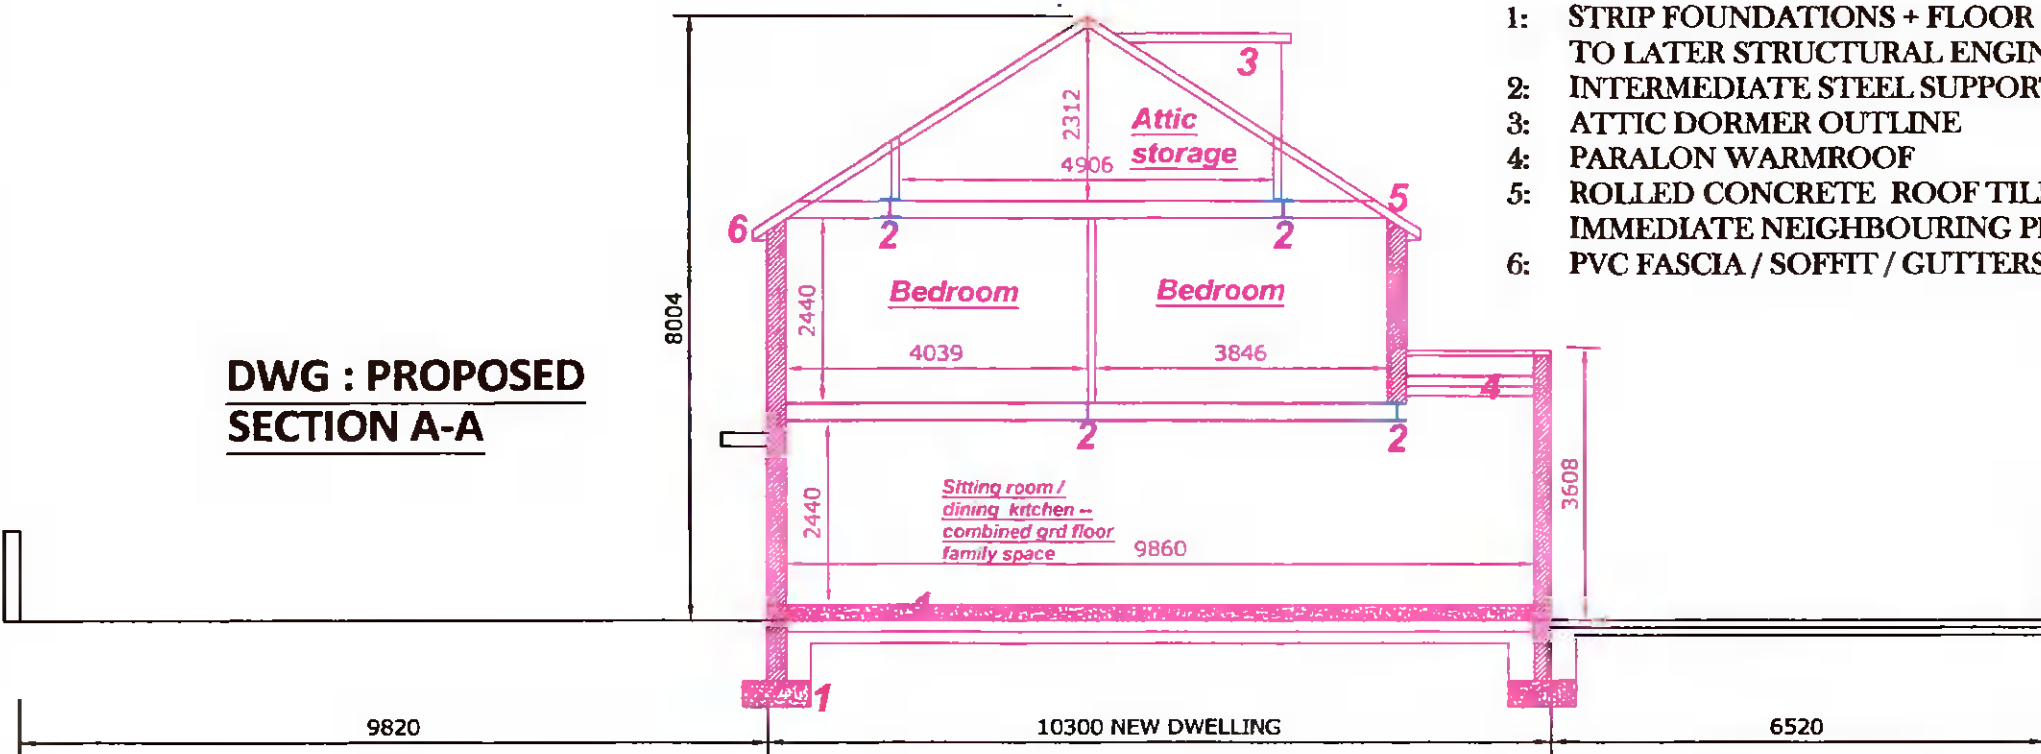 1: STRIP FOUNDATIONS + FLOOR
TO LATER STRUCTURAL ENGIN
2: INTERMEDIATE STEEL SUPPORT
3: ATTIC DORMER OUTLINE
4: PARALON WARMROOF
5: ROLLED CONCRETE ROOF TIL
IMMEDIATE NEIGHBOURING P
6: PVC FASCIA / SOFFIT / GUTTERS
3
2312
Attic
storage
4906
5
6
2
2
8004
2440
Bedroom
Bedroom
4039
3846
4
DWG : PROPOSED
SECTION A-A
2
2
2440
Sitting room /
dining kitchen --
combined grd floor
family space
9860
3608
1
9820
10300 NEW DWELLING
6520